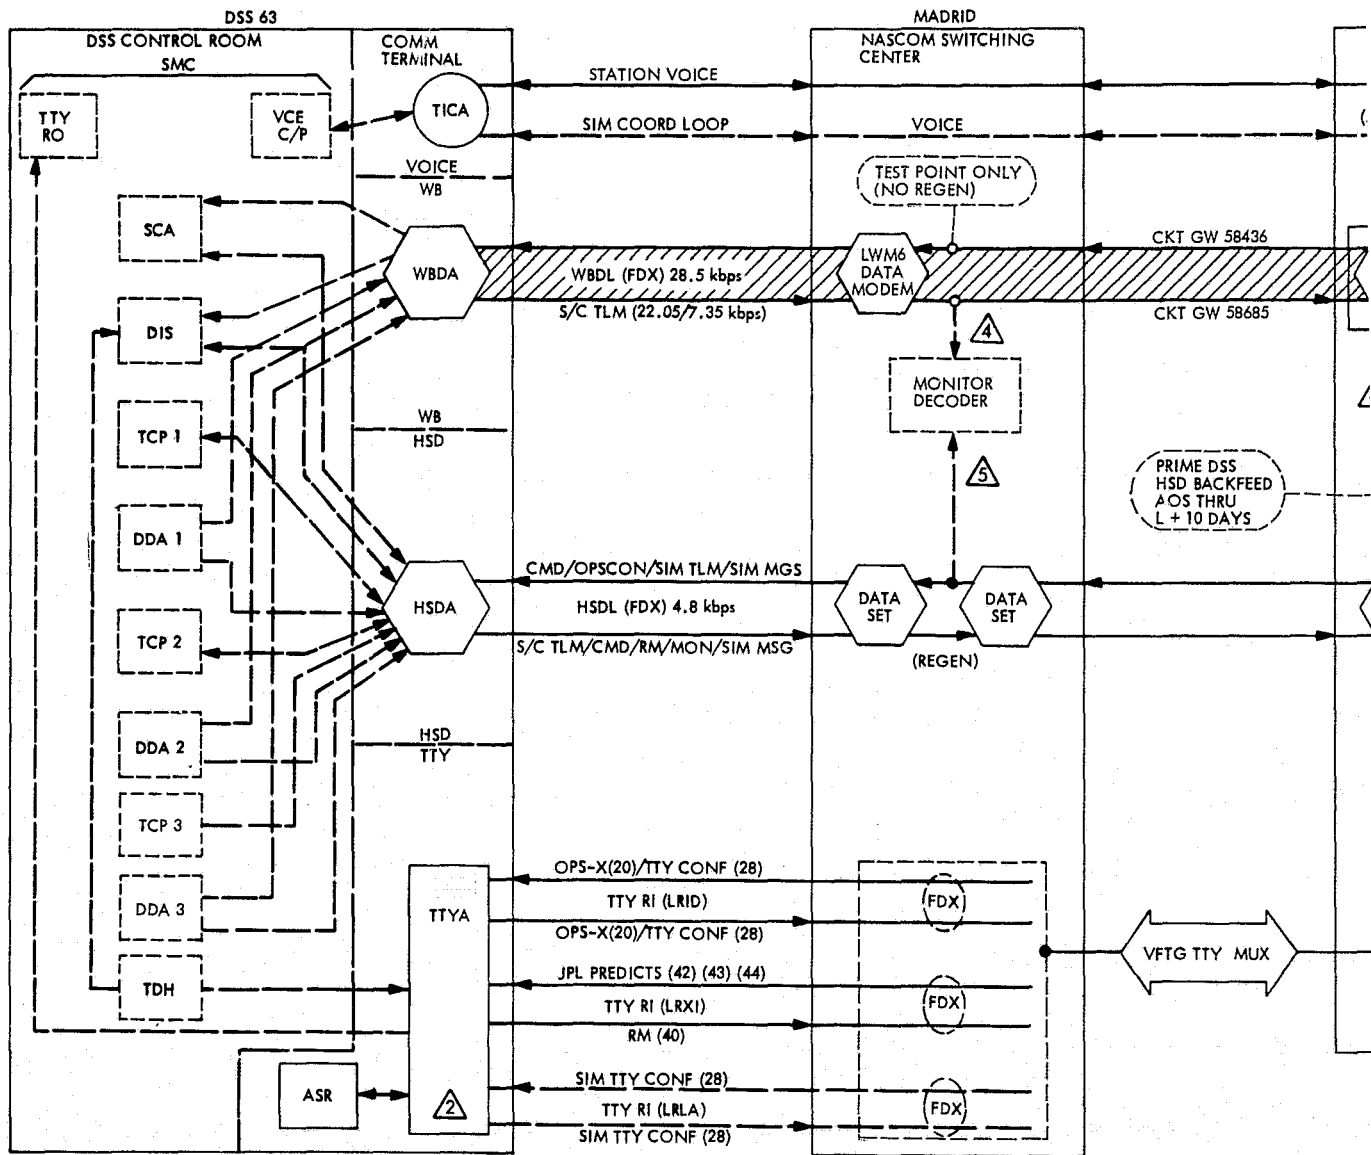 DSS 63
DSS CONTROL ROOM
SMC
TTY
RO
VCE
C/P
SCA
DIS
TCP 1
DDA 1
TCP 2
DDA 2
TCP 3
DDA 3
TDH
COMM
TERMINAL
TICA
VOICE
WB
WBDA
WB
HSD
HSDA
HSD
TTY
TTYA
2
ASR
STATION VOICE
SIM COORD LOOP
WBDL (FDX) 28.5 kbps
S/C TLM (22.05/7.35 kbps)
CMD/OPSCON/SIM TLM/SIM MGS
HSDL (FDX) 4.8 kbps
S/C TLM/CMD/RM/MON/SIM MSG
OPS-X(20)/TTY CONF (28)
TTY RI (LRID)
OPS-X(20)/TTY CONF (28)
JPL PREDICTS (42) (43) (44)
TTY RI (LRXI)
RM (40)
SIM TTY CONF (28)
TTY RI (LRLA)
SIM TTY CONF (28)
MADRID
NASCOM SWITCHING
CENTER
VOICE
TEST POINT ONLY
(NO REGEN)
LWM6
DATA
MODEM
4
MONITOR
DECODER
5
DATA
SET
DATA
SET
(REGEN)
FDX
FDX
FDX
CKT GW 58436
CKT GW 58685
PRIME DSS
HSD BACKFEED
AOS THRU
L + 10 DAYS
VFTG TTY MUX
(